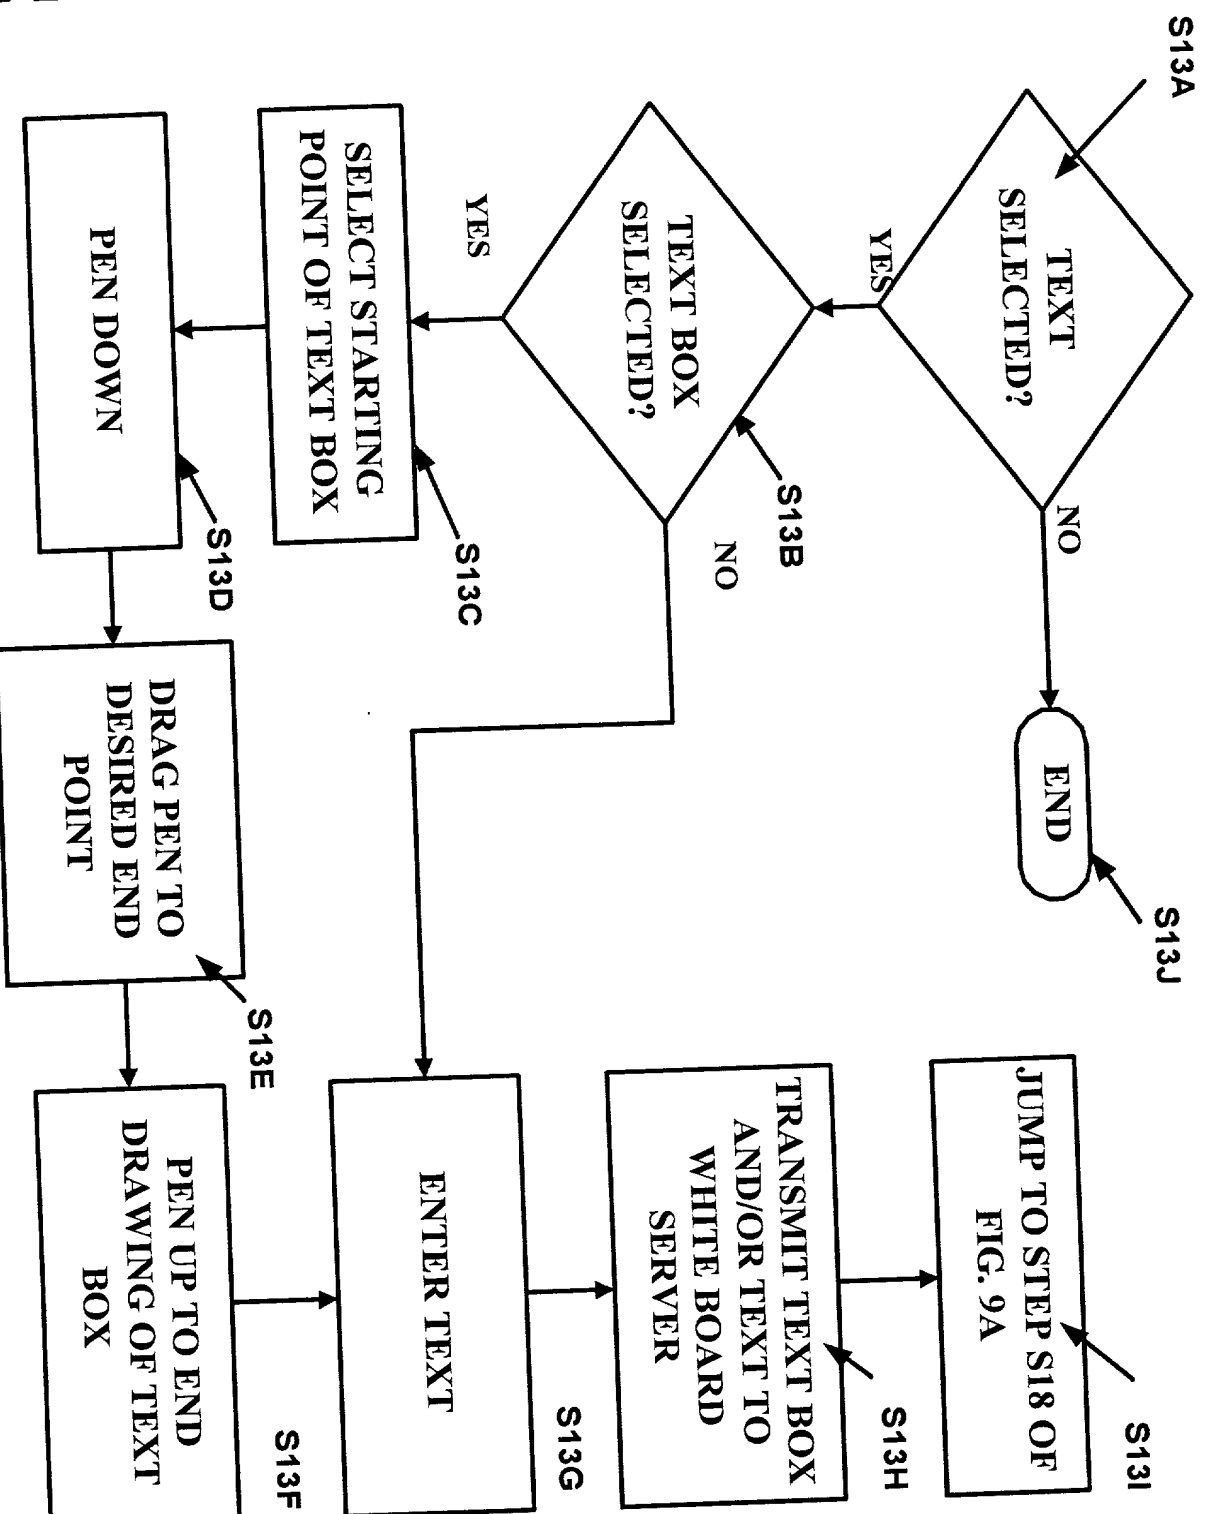 S13A
TEXT
SELECTED?
YES
NO
END
S13J
TEXT BOX
SELECTED?
S13B
YES
NO
SELECT STARTING
POINT OF TEXT BOX
S13C
PEN DOWN
S13D
DRAG PEN TO
DESIRED END
POINT
S13E
PEN UP TO END
DRAWING OF TEXT
BOX
S13F
ENTER TEXT
S13G
TRANSMIT TEXT BOX
AND/OR TEXT TO
WHITE BOARD
SERVER
S13H
JUMP TO STEP S18 OF
FIG. 9A
S13I